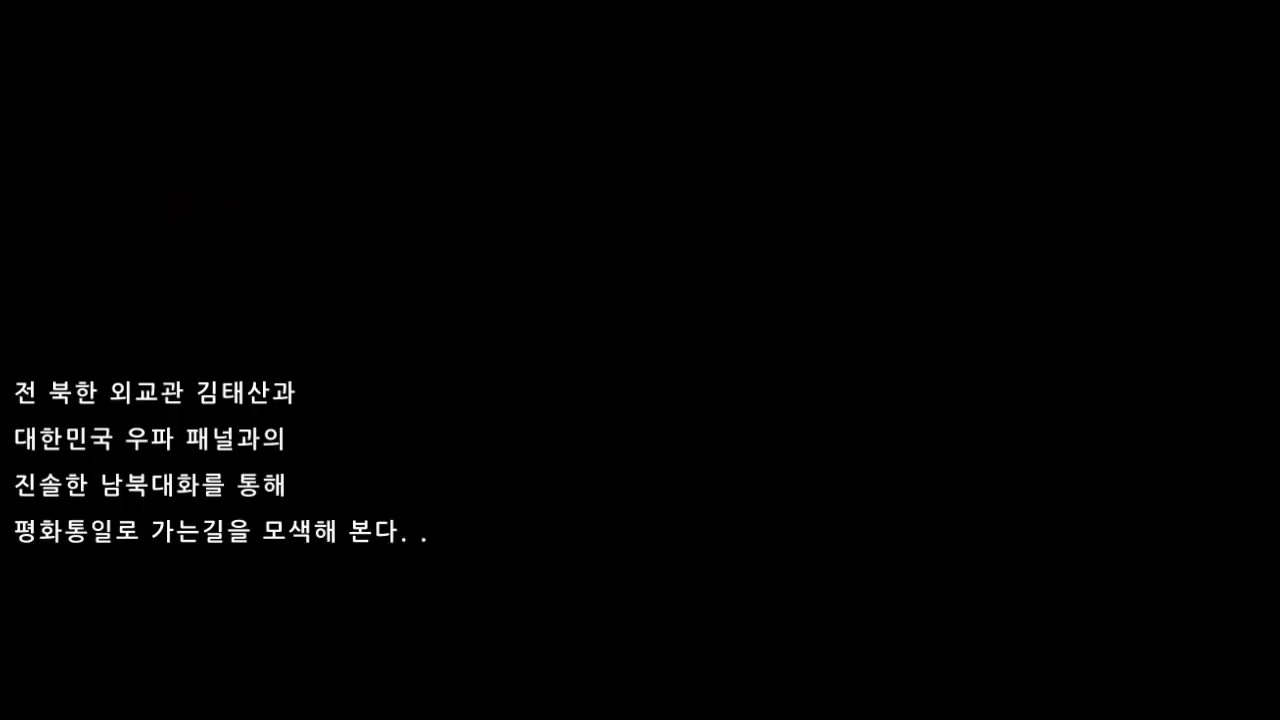 전 북한 외교관 김태산과
대한민국 우파 패널과의
진솔한 남북대화를 통해
평화통일로 가는길을 모색해 본다. .